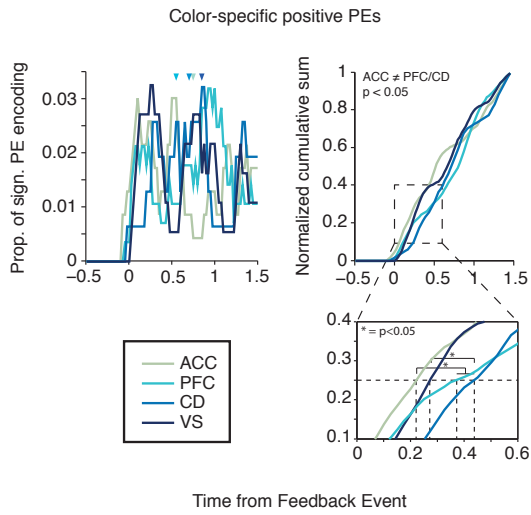 Color-specific positive PEs
Prop. of sign. PE encoding
0.03
0.02
0.01
0
−0.5 0 0.5 1 1.5
Normalized cumulative sum
ACC ≠ PFC/CD
p < 0.05
1
0.8
0.6
0.4
0.2
0
−0.5 0 0.5 1 1.5
ACC
PFC
CD
VS
* = p<0.05
*
*
0.4
0.3
0.2
0.1
0 0.2 0.4 0.6
Time from Feedback Event